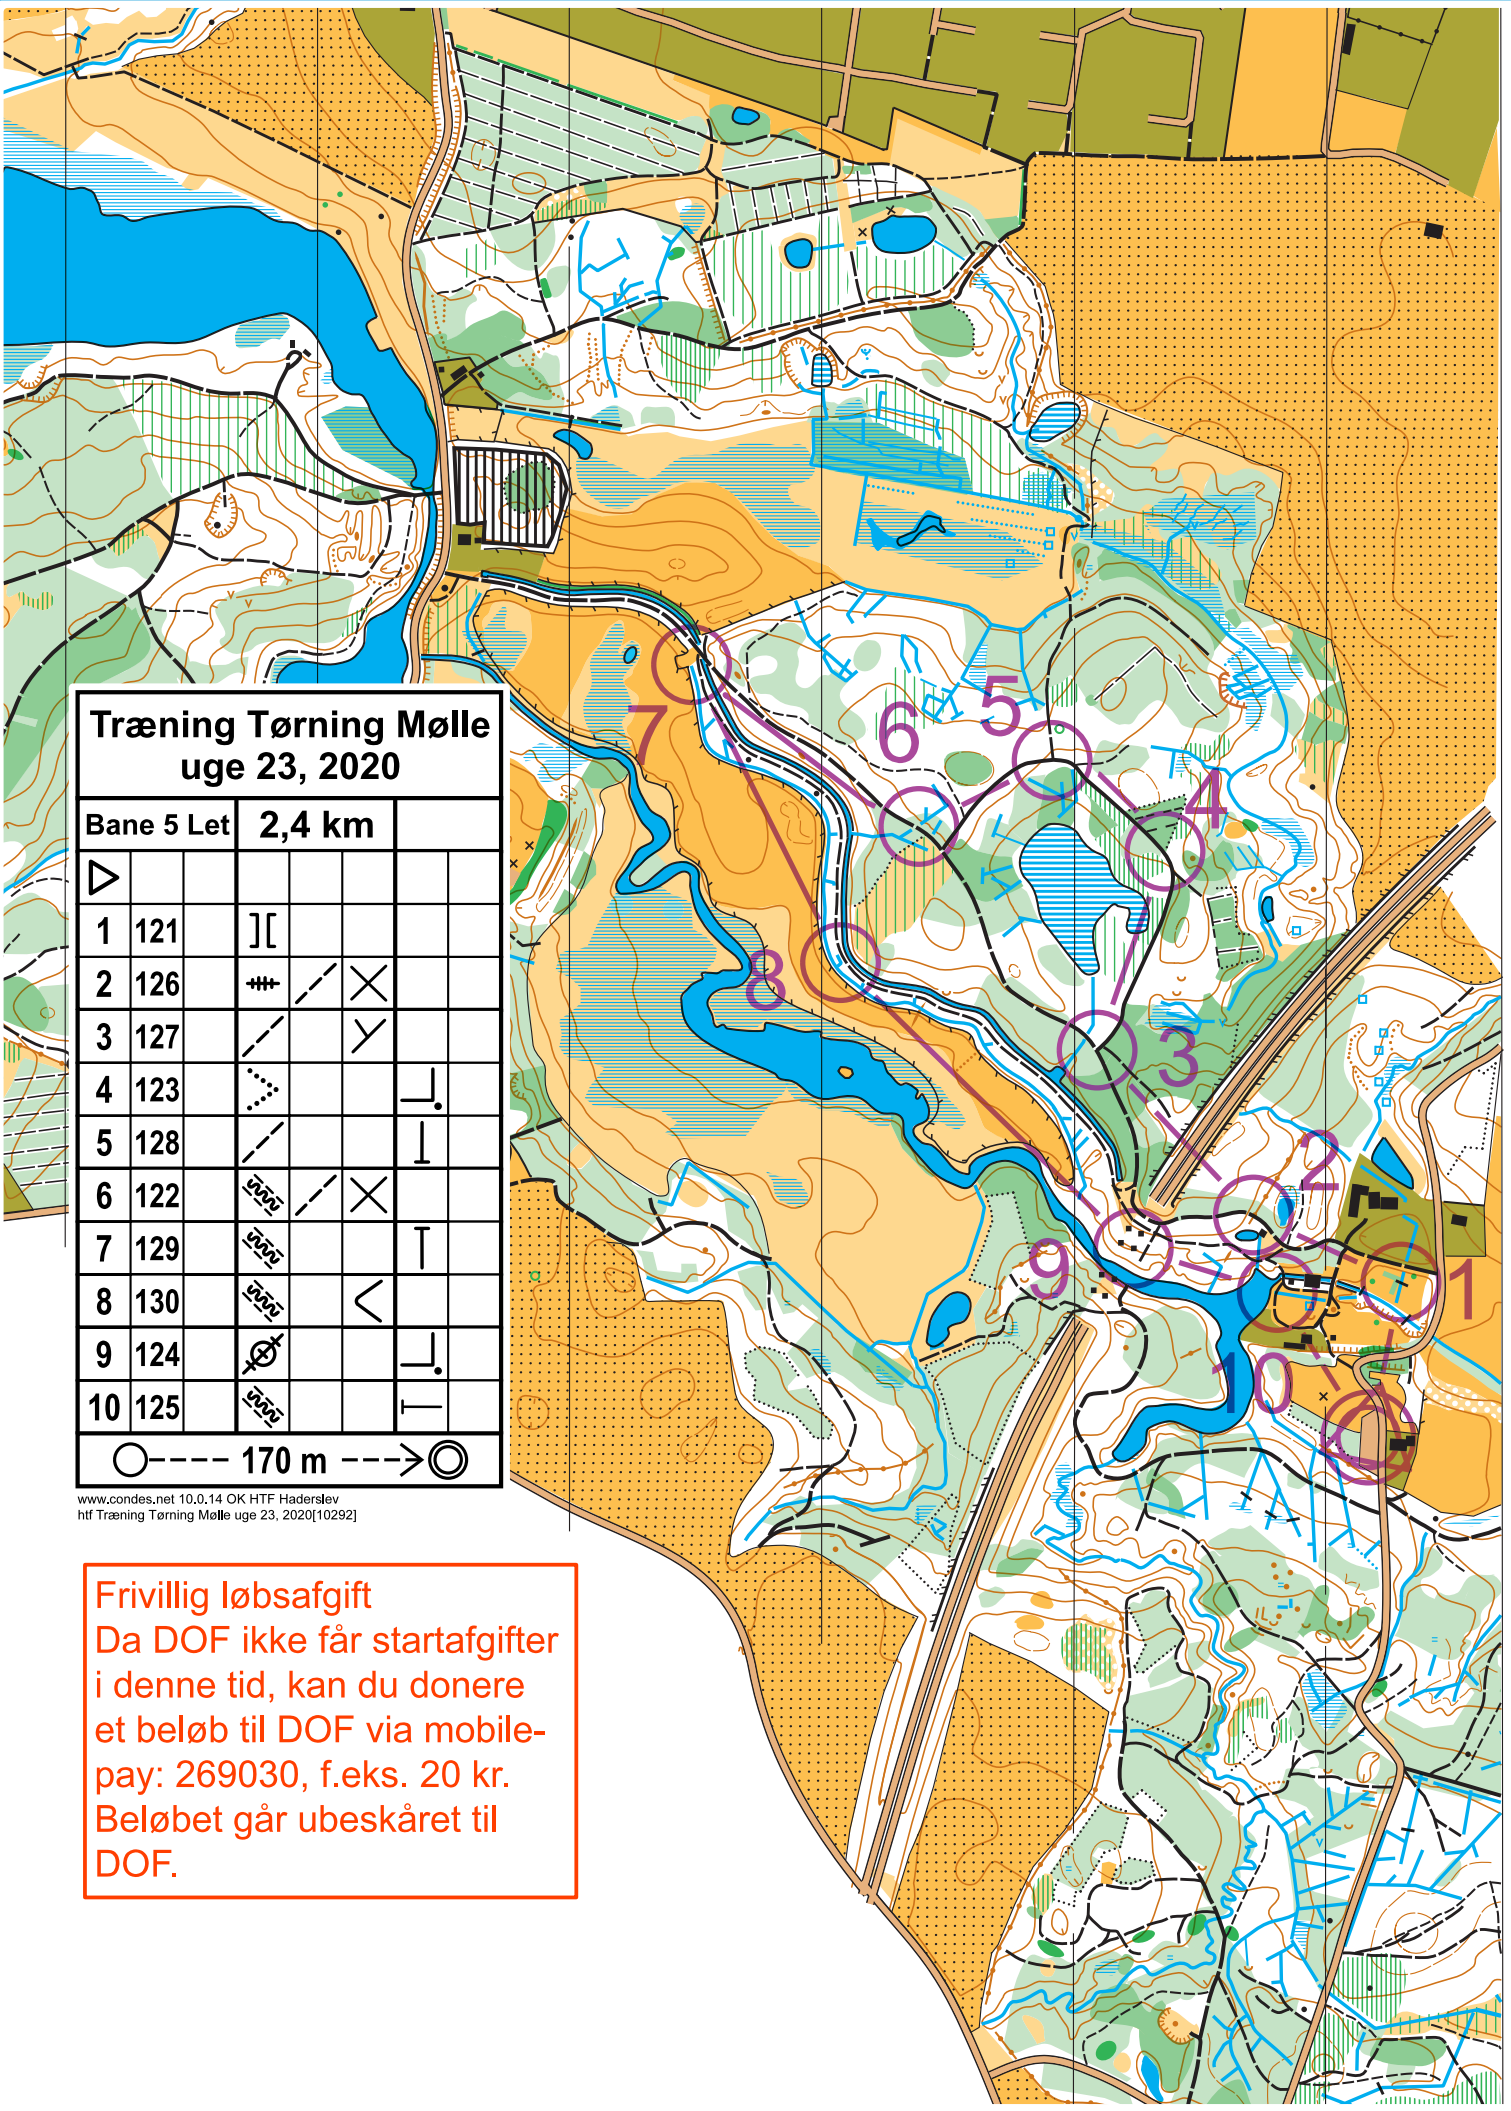 Træning Tørning Mølle
uge 23, 2020
Bane 5 Let 2,4 km
1 121
2 126
3 127
4 123
5 128
6 122
7 129
8 130
9 124
10 125
170 m
www.condes.net 10.0.14 OK HTF Haderslev
htf Træning Tørning Mølle uge 23, 2020[10292]
Frivillig løbsafgift
Da DOF ikke får startafgifter
i denne tid, kan du donere
et beløb til DOF via mobile-
pay: 269030, f.eks. 20 kr.
Beløbet går ubeskåret til
DOF.
5
6
7
4
8
3
2
9
1
10